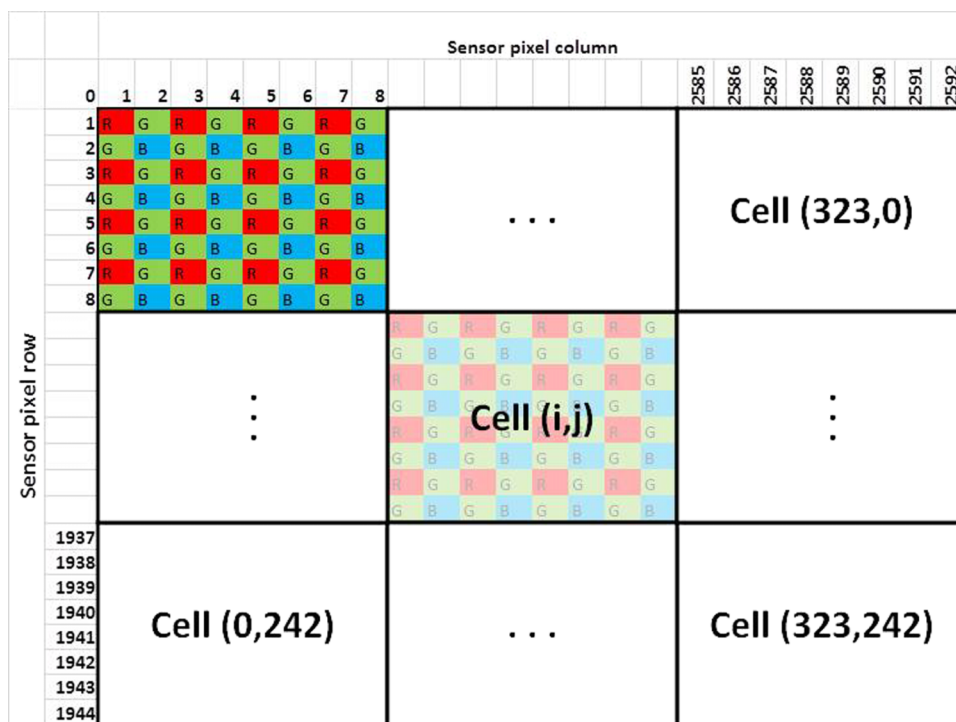 Sensor pixel column
2585 2586 2587 2588 2589 2590 2591 2592
0 1 2 3 4 5 6 7 8
1 R G R G R G R G
2 G B G B G B G B
3 R G R G R G R G
4 G B G B G B G B
5 R G R G R G R G
6 G B G B G B G B
7 R G R G R G R G
8 G B G B G B G B
. . .
Cell (323,0)
Sensor pixel row
R G R G R G R G
G B G B G B G B
R G R G R G R G
G B G B G B G B
Cell (i,j)
R G R G R G R G
G B G B G B G B
R G R G R G R G
G B G B G B G B
1937
1938
1939
1940
1941
1942
1943
1944
Cell (0,242)
. . .
Cell (323,242)